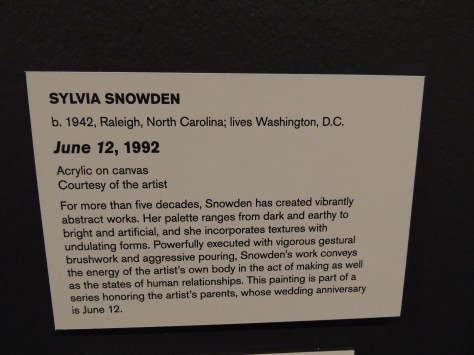 SYLVIA SNOWDEN
b. 1942, Raleigh, North Carolina; lives Washington, D.C.
June 12, 1992
Acrylic on canvas
Courtesy of the artist
For more than five decades, Snowden has created vibrantly
abstract works. Her palette ranges from dark and earthy to
bright and artificial, and she incorporates textures with
undulating forms. Powerfully executed with vigorous gestural
brushwork and aggressive pouring, Snowden's work conveys
the energy of the artist's own body in the act of making as well
as the states of human relationships. This painting is part of a
series honoring the artist's parents, whose wedding anniversary
is June 12.